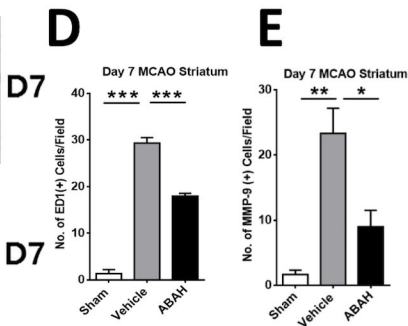 D
E
D7
D7
Day 7 MCAO Striatum
***
***
No. of ED1(+) Cells/Field
40
30
20
10
0
Sham
Vehicle
ABAH
Day 7 MCAO Striatum
**
*
No. of MMP-9 (+) Cells/Field
30
20
10
0
Sham
Vehicle
ABAH